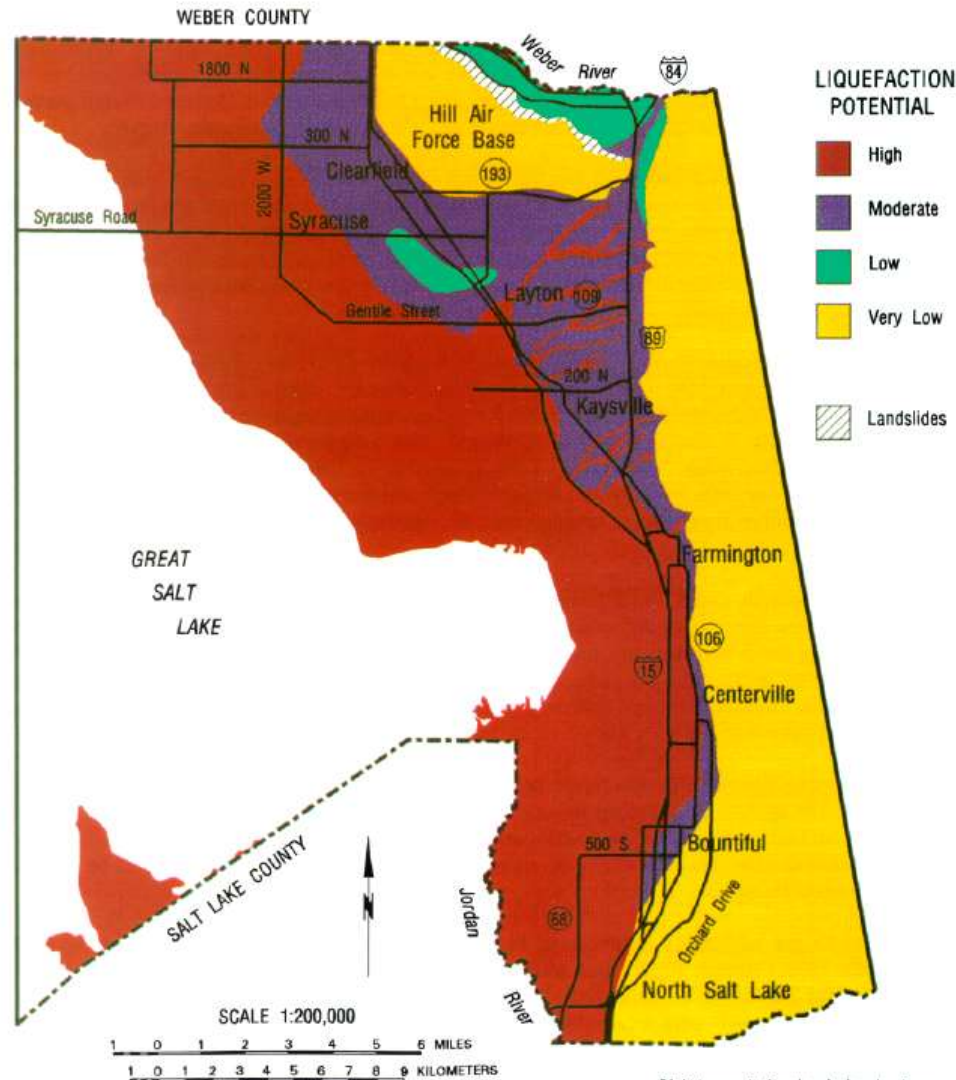 WEBER COUNTY
Weber River
84
1800 N
Hill Air
Force Base
300 N
Clearfield
193
2000 W
Syracuse Road
Syracuse
Layton 109
Gentile Street
89
200 N
Kaysville
Farmington
GREAT
SALT
LAKE
106
15
Centerville
500 S
Bountiful
SALT LAKE COUNTY
N
Jordan
River
68
Orchard Drive
North Salt Lake
SCALE 1:200,000
1 0 1 2 3 4 5 6 MILES
1 0 1 2 3 4 5 6 7 8 9 KILOMETERS
LIQUEFACTION
POTENTIAL
High
Moderate
Low
Very Low
Landslides